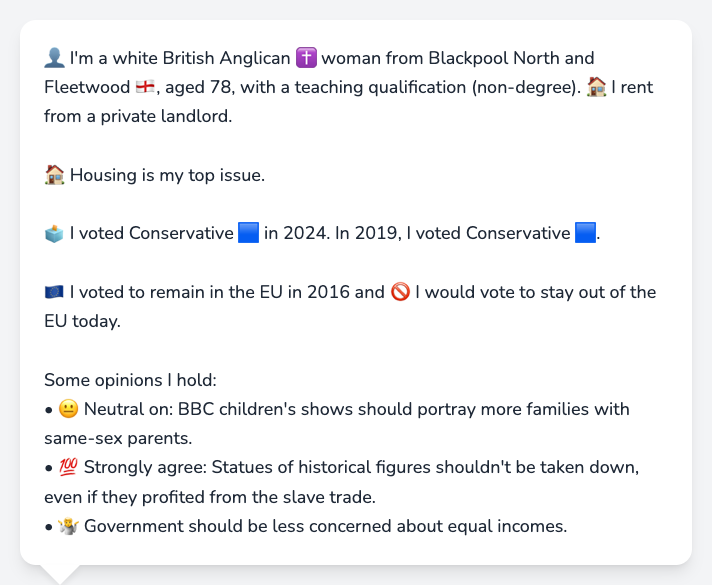 👤 I'm a white British Anglican ✝️ woman from Blackpool North and
Fleetwood 🏴󠁧󠁢󠁥󠁮󠁧󠁿, aged 78, with a teaching qualification (non-degree). 🏠 I rent
from a private landlord.
🏠 Housing is my top issue.
🗳️ I voted Conservative 🟦 in 2024. In 2019, I voted Conservative 🟦.
🇪🇺 I voted to remain in the EU in 2016 and 🚫 I would vote to stay out of the
EU today.
Some opinions I hold:
• 😐 Neutral on: BBC children's shows should portray more families with
same-sex parents.
• 💯 Strongly agree: Statues of historical figures shouldn't be taken down,
even if they profited from the slave trade.
• 🤷 Government should be less concerned about equal incomes.